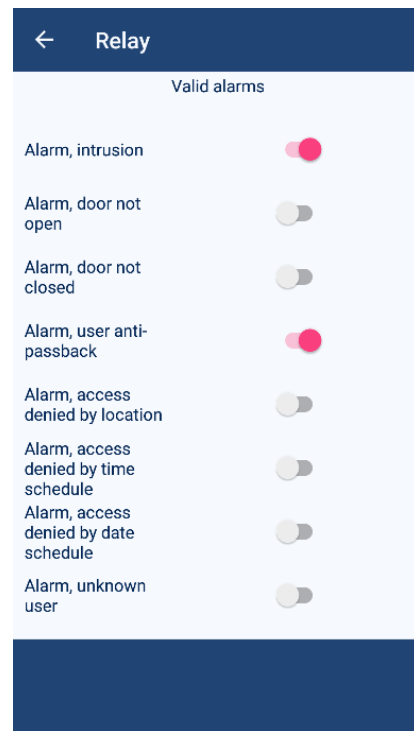 Relay
Valid alarms
Alarm, intrusion
Alarm, door not
open
Alarm, door not
closed
Alarm, user anti-
passback
Alarm, access
denied by location
Alarm, access
denied by time
schedule
Alarm, access
denied by date
schedule
Alarm, unknown
user